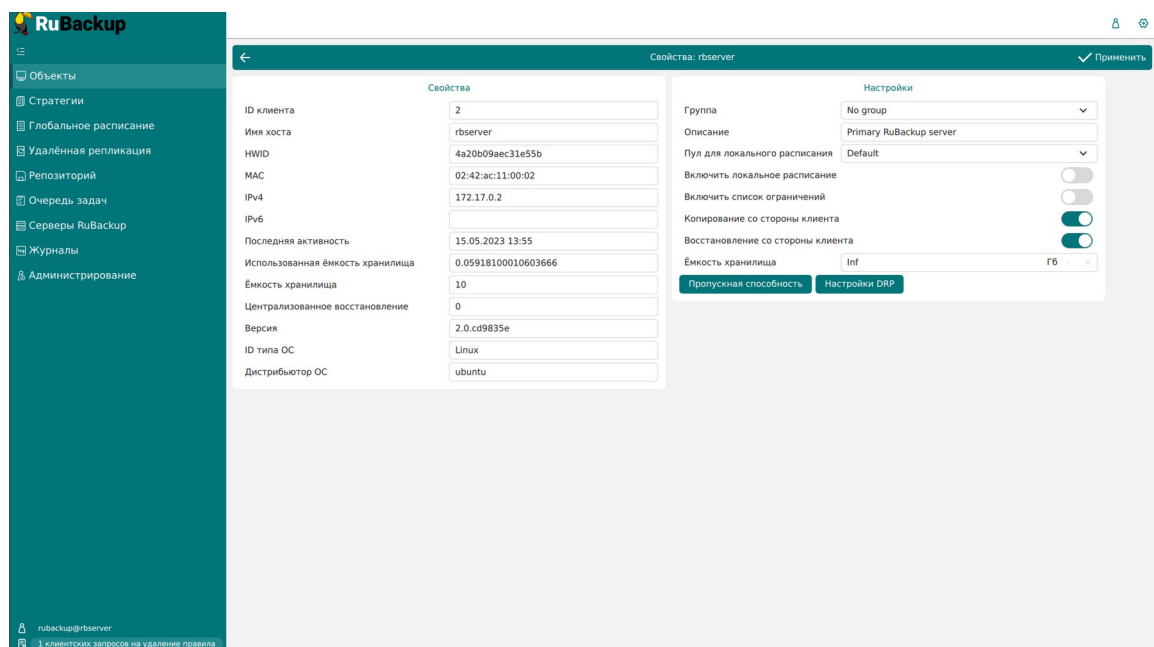 RuBackup
Объекты
Стратегии
Глобальное расписание
Удалённая репликация
Репозиторий
Очередь задач
Серверы RuBackup
Журналы
Администрирование
rubackup@rbserver
1 клиентских запросов на удаление правила
Свойства: rbserver
Применить
Свойства
ID клиента 2
Имя хоста rbserver
HWID 4a20b09aec31e55b
MAC 02:42:ac:11:00:02
IPv4 172.17.0.2
IPv6
Последняя активность 15.05.2023 13:55
Использованная ёмкость хранилища 0.05918100010603666
Ёмкость хранилища 10
Централизованное восстановление 0
Версия 2.0.cd9835e
ID типа ОС Linux
Дистрибьютор ОС ubuntu
Настройки
Группа No group
Описание Primary RuBackup server
Пул для локального расписания Default
Включить локальное расписание
Включить список ограничений
Копирование со стороны клиента
Восстановление со стороны клиента
Ёмкость хранилища Inf Гб - +
Пропускная способность Настройки DRP